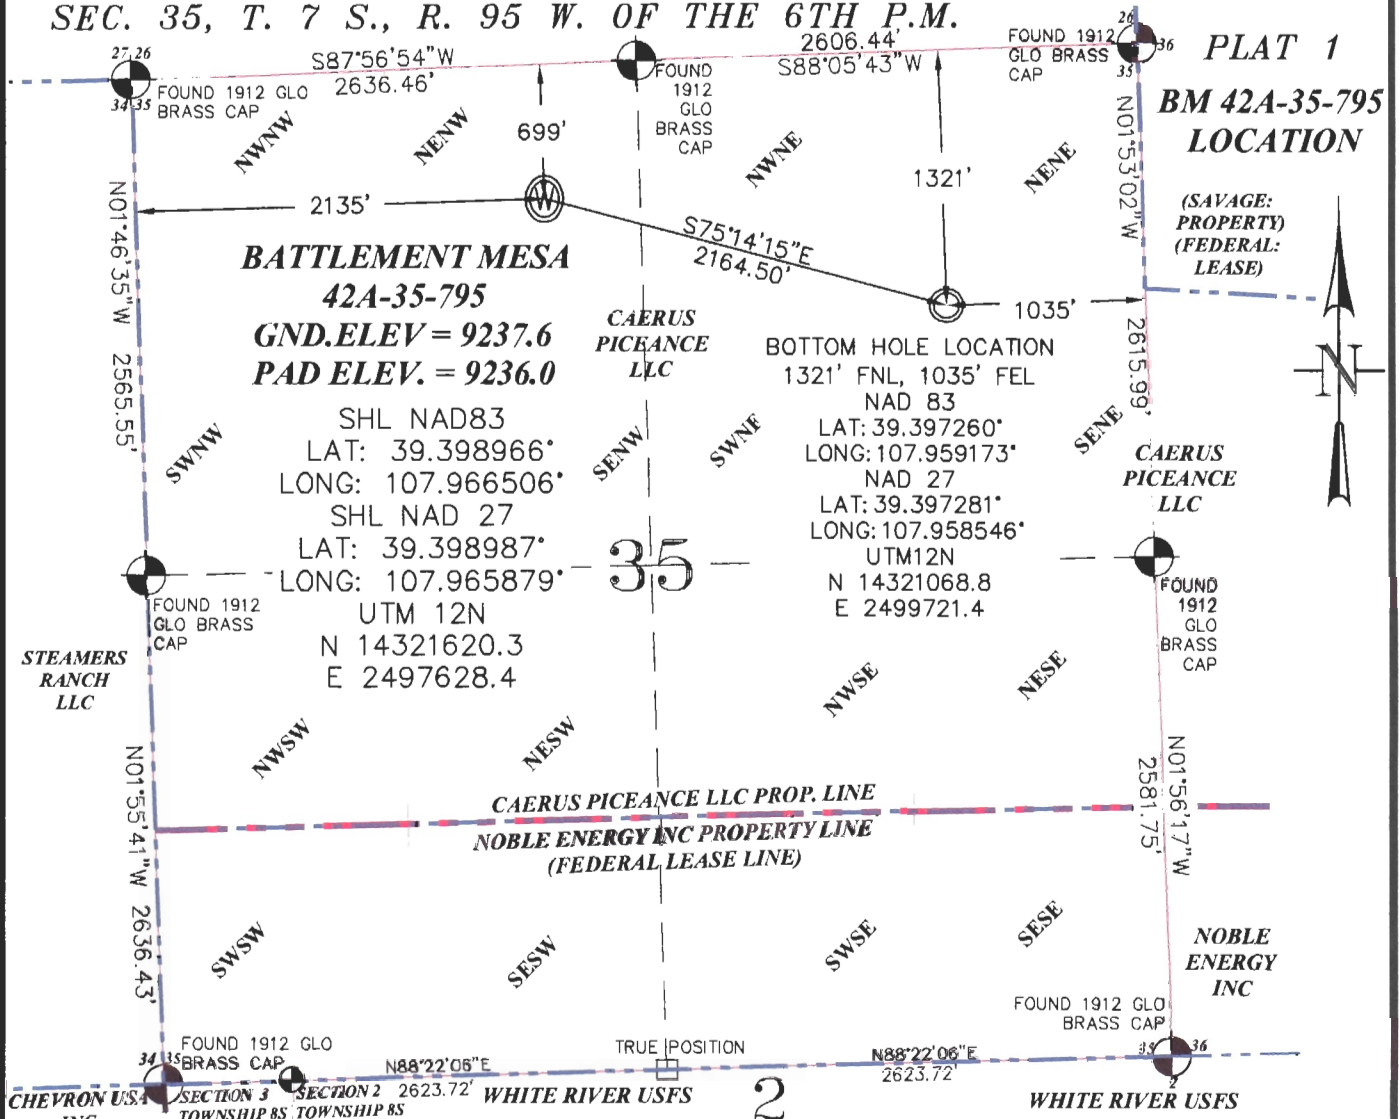 SEC. 35, T. 7 S., R. 95 W. OF THE 6TH P.M.
PLAT 1
BM 42A-35-795
LOCATION
27 26
34 35
S87°56'54"W
2636.46'
FOUND 1912 GLO
BRASS CAP
FOUND
1912
GLO
BRASS
CAP
2606.44'
S88°05'43"W
FOUND 1912
GLO BRASS
CAP
26
36
35
NWNW
NENW
NWNE
NENE
699'
1321'
2135'
W
S75°14'15"E
2164.50'
1035'
N01°53'02"W 2615.99'
(SAVAGE:
PROPERTY)
(FEDERAL:
LEASE)
N
N01°46'35"W 2565.55'
BATTLEMENT MESA
42A-35-795
GND.ELEV = 9237.6
PAD ELEV. = 9236.0
SHL NAD83
LAT: 39.398966°
LONG: 107.966506°
SHL NAD 27
LAT: 39.398987°
LONG: 107.965879°
UTM 12N
N 14321620.3
E 2497628.4
CAERUS
PICEANCE
LLC
BOTTOM HOLE LOCATION
1321' FNL, 1035' FEL
NAD 83
LAT: 39.397260°
LONG: 107.959173°
NAD 27
LAT: 39.397281°
LONG: 107.958546°
UTM12N
N 14321068.8
E 2499721.4
SWNW
SENW
SWNE
SENE
CAERUS
PICEANCE
LLC
35
FOUND 1912
GLO BRASS
CAP
FOUND
1912
GLO
BRASS
CAP
STEAMERS
RANCH
LLC
NWSW
NESW
NWSE
NESE
N01°55'41"W 2636.43'
N01°56'17"W
2581.75'
CAERUS PICEANCE LLC PROP. LINE
NOBLE ENERGY INC PROPERTY LINE
(FEDERAL LEASE LINE)
SWSW
SESW
SWSE
SESE
NOBLE
ENERGY
INC
FOUND 1912 GLO
BRASS CAP
34 35
FOUND 1912 GLO
BRASS CAP
35 36
2
TRUE POSITION
N88°22'06"E
2623.72'
N88°22'06"E
2623.72'
CHEVRON USA
INC
SECTION 3
TOWNSHIP 8S
SECTION 2
TOWNSHIP 8S
WHITE RIVER USFS
2
WHITE RIVER USFS